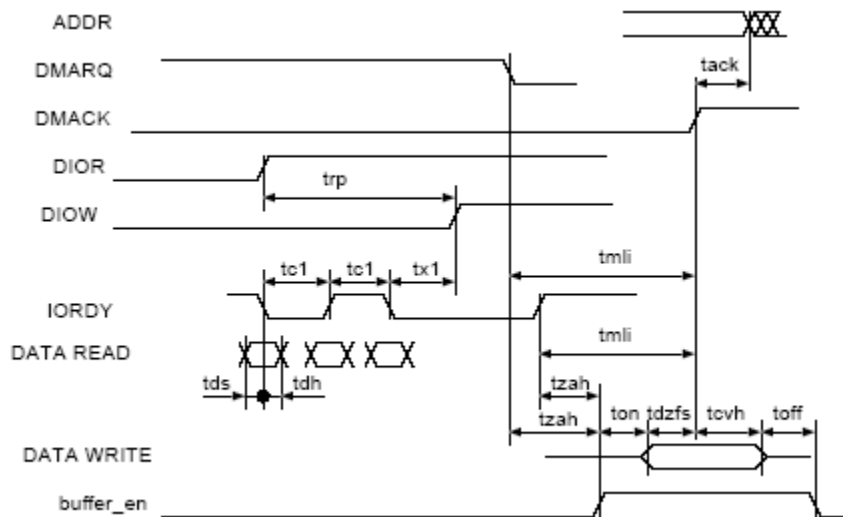 ADDR
DMARQ
tack
DMACK
DIOR
trp
DIOW
tc1 tc1 tx1 tmli
IORDY
DATA READ tmli
tds tdh tzah
tzah ton tdzfs tcvh toff
DATA WRITE
buffer_en